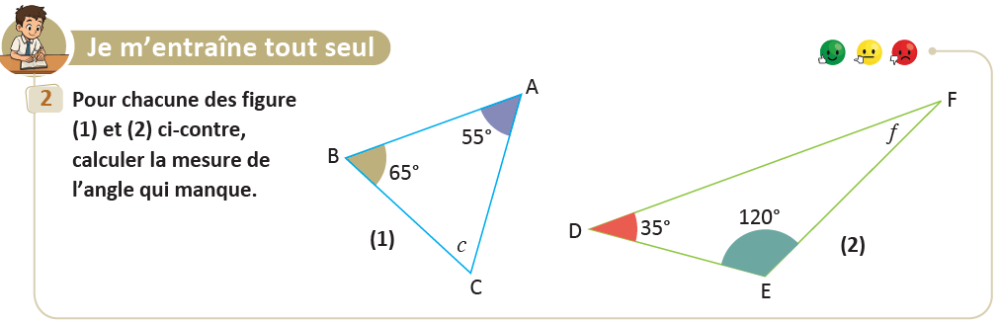 Je m'entraîne tout seul
2 Pour chacune des figure
(1) et (2) ci-contre,
calculer la mesure de
l'angle qui manque.
A
55°
B
65°
(1)
c
C
F
f
D
35°
120°
(2)
E